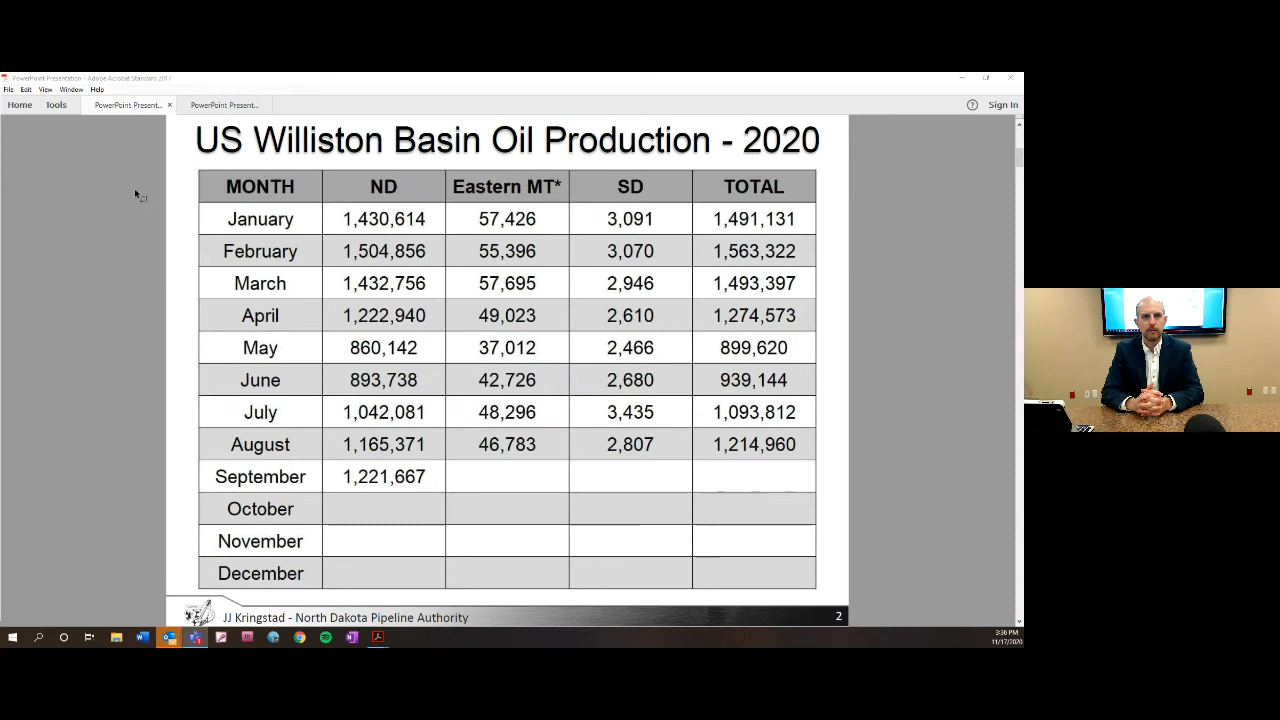 PowerPoint Presentation - Adobe Acrobat Standard 2017
File Edit View Window Help
Home Tools PowerPoint Present... × PowerPoint Present... ? Sign In
US Williston Basin Oil Production - 2020
MONTH ND Eastern MT* SD TOTAL
January 1,430,614 57,426 3,091 1,491,131
February 1,504,856 55,396 3,070 1,563,322
March 1,432,756 57,695 2,946 1,493,397
April 1,222,940 49,023 2,610 1,274,573
May 860,142 37,012 2,466 899,620
June 893,738 42,726 2,680 939,144
July 1,042,081 48,296 3,435 1,093,812
August 1,165,371 46,783 2,807 1,214,960
September 1,221,667
October
November
December
JJ Kringstad - North Dakota Pipeline Authority 2
3:36 PM
11/17/2020